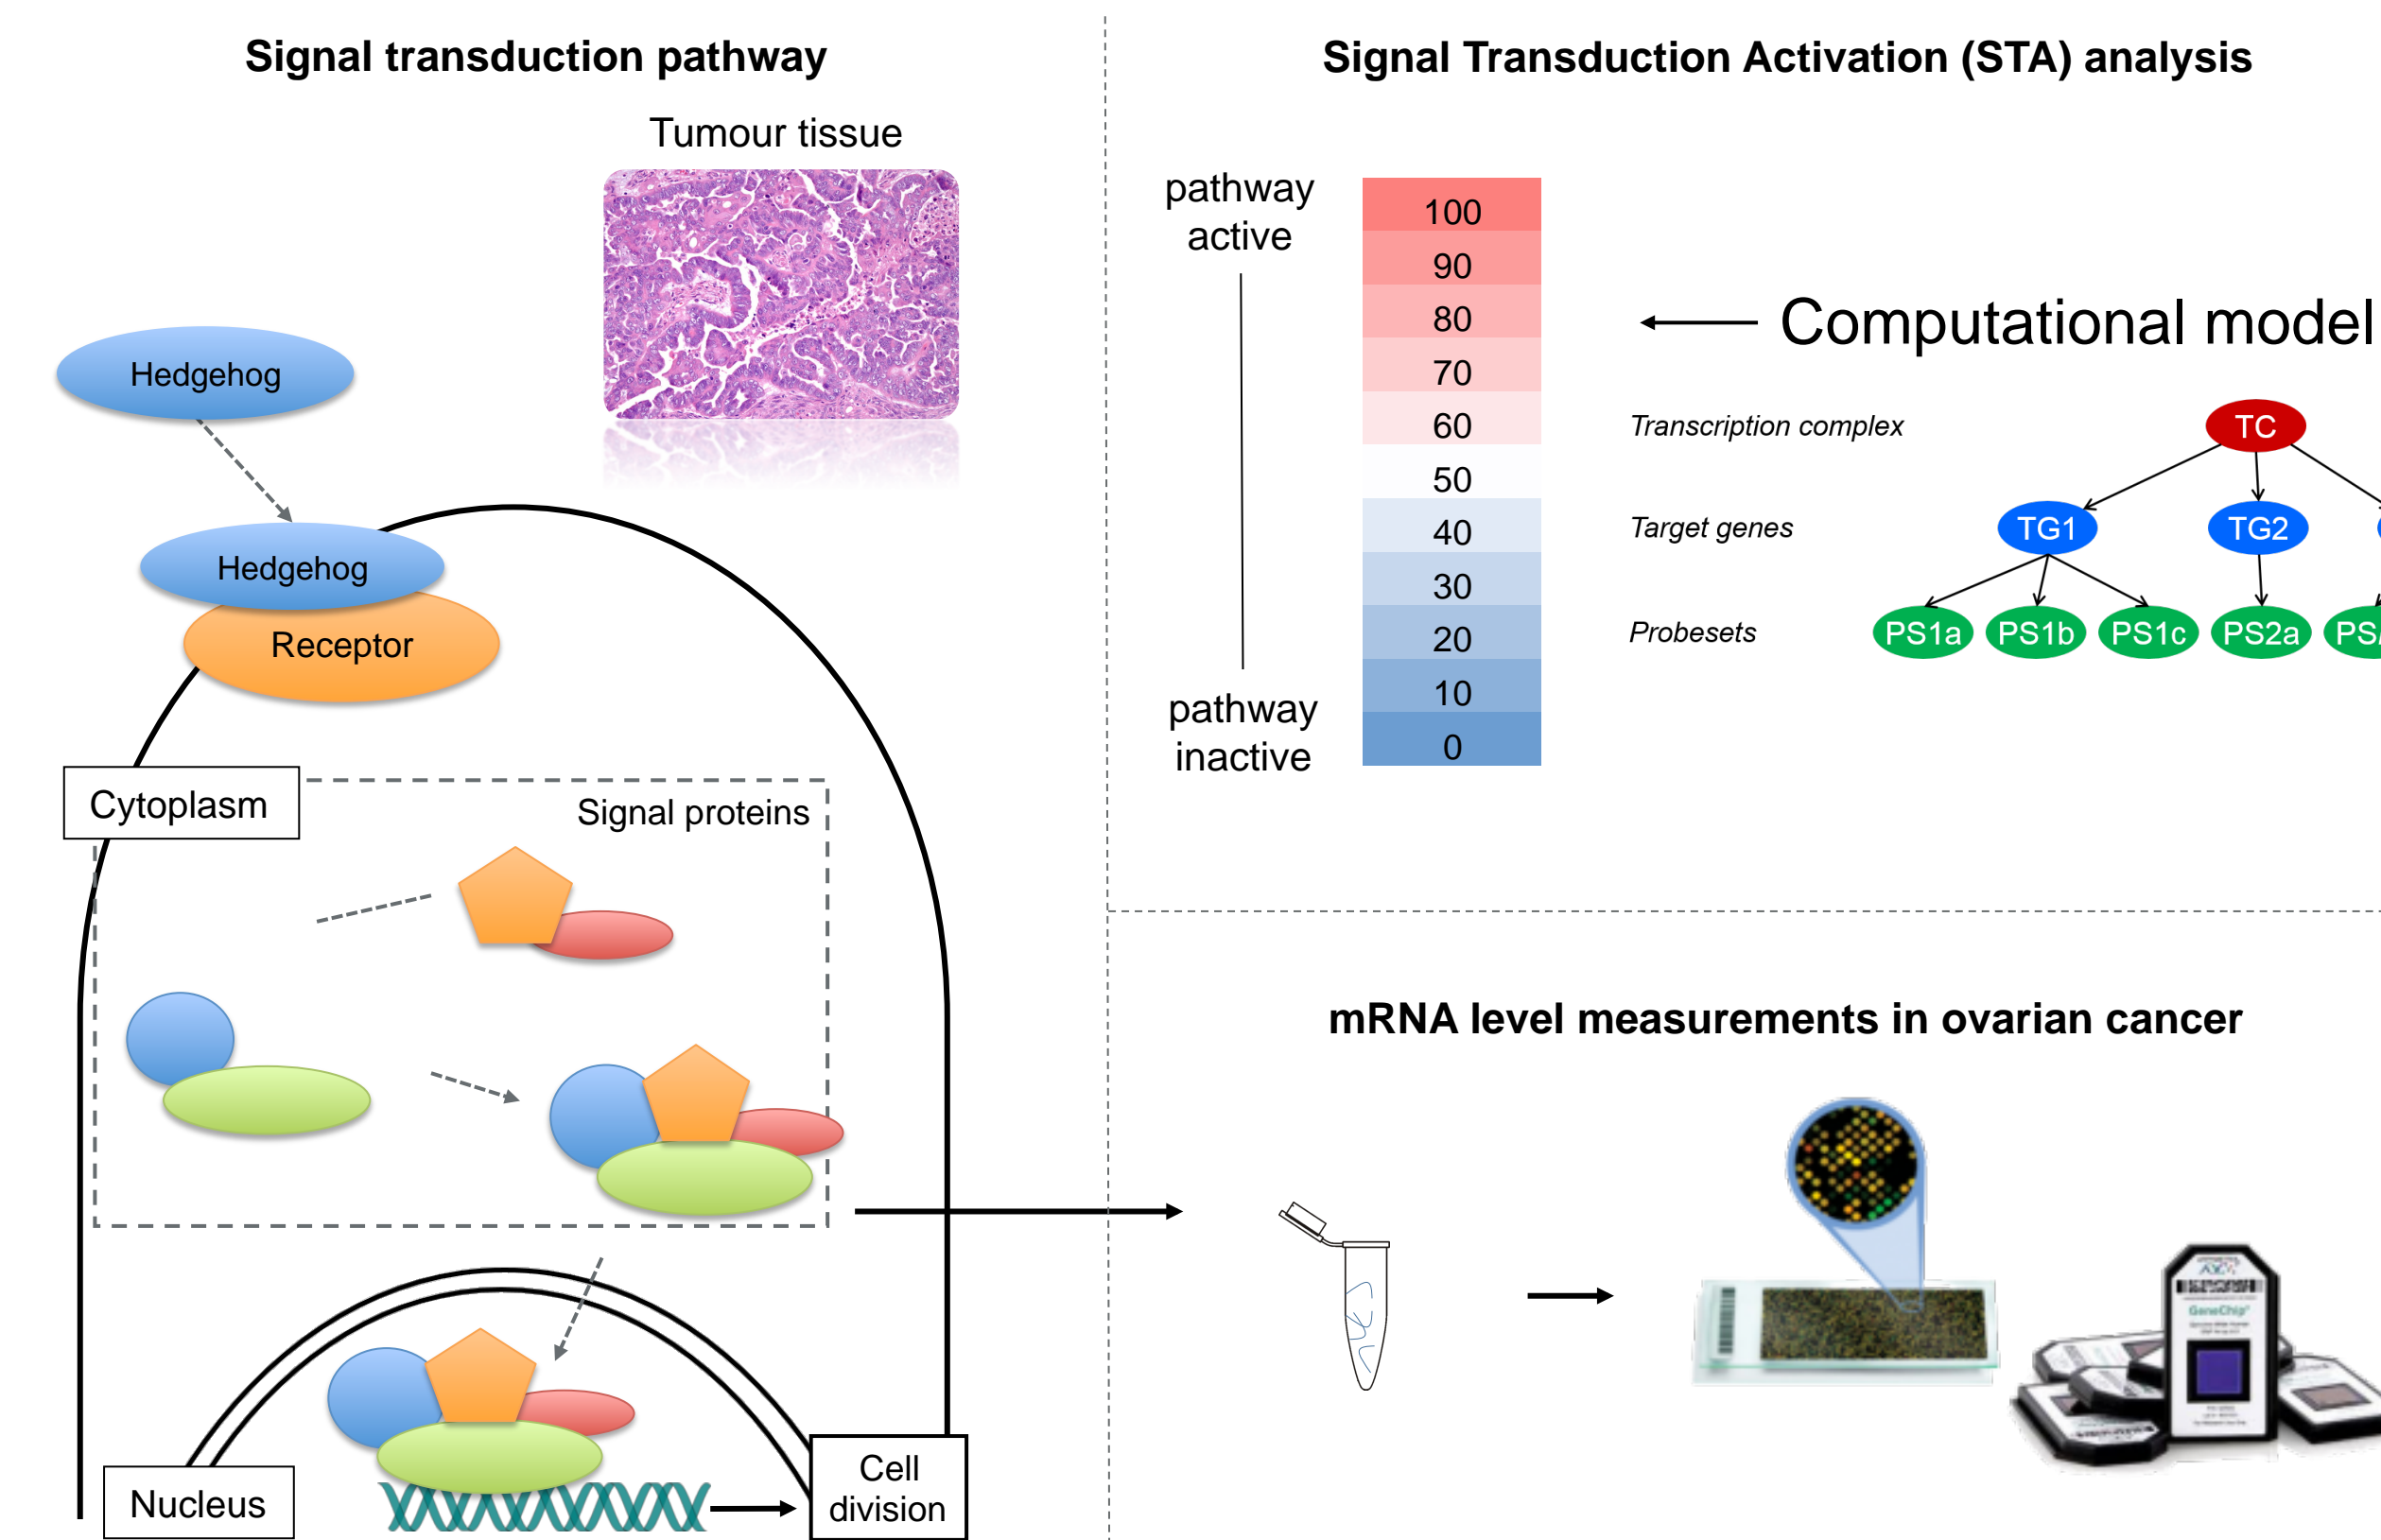 Signal transduction pathway
Tumour tissue
Hedgehog
Hedgehog
Receptor
Cytoplasm
Signal proteins
Nucleus
Cell
division
Signal Transduction Activation (STA) analysis
pathway
active
100
90
80
70
60
50
40
30
20
10
0
pathway
inactive
Computational model
Transcription complex
TC
Target genes
TG1
TG2
Probesets
PS1a
PS1b
PS1c
PS2a
PS
mRNA level measurements in ovarian cancer
GeneChip